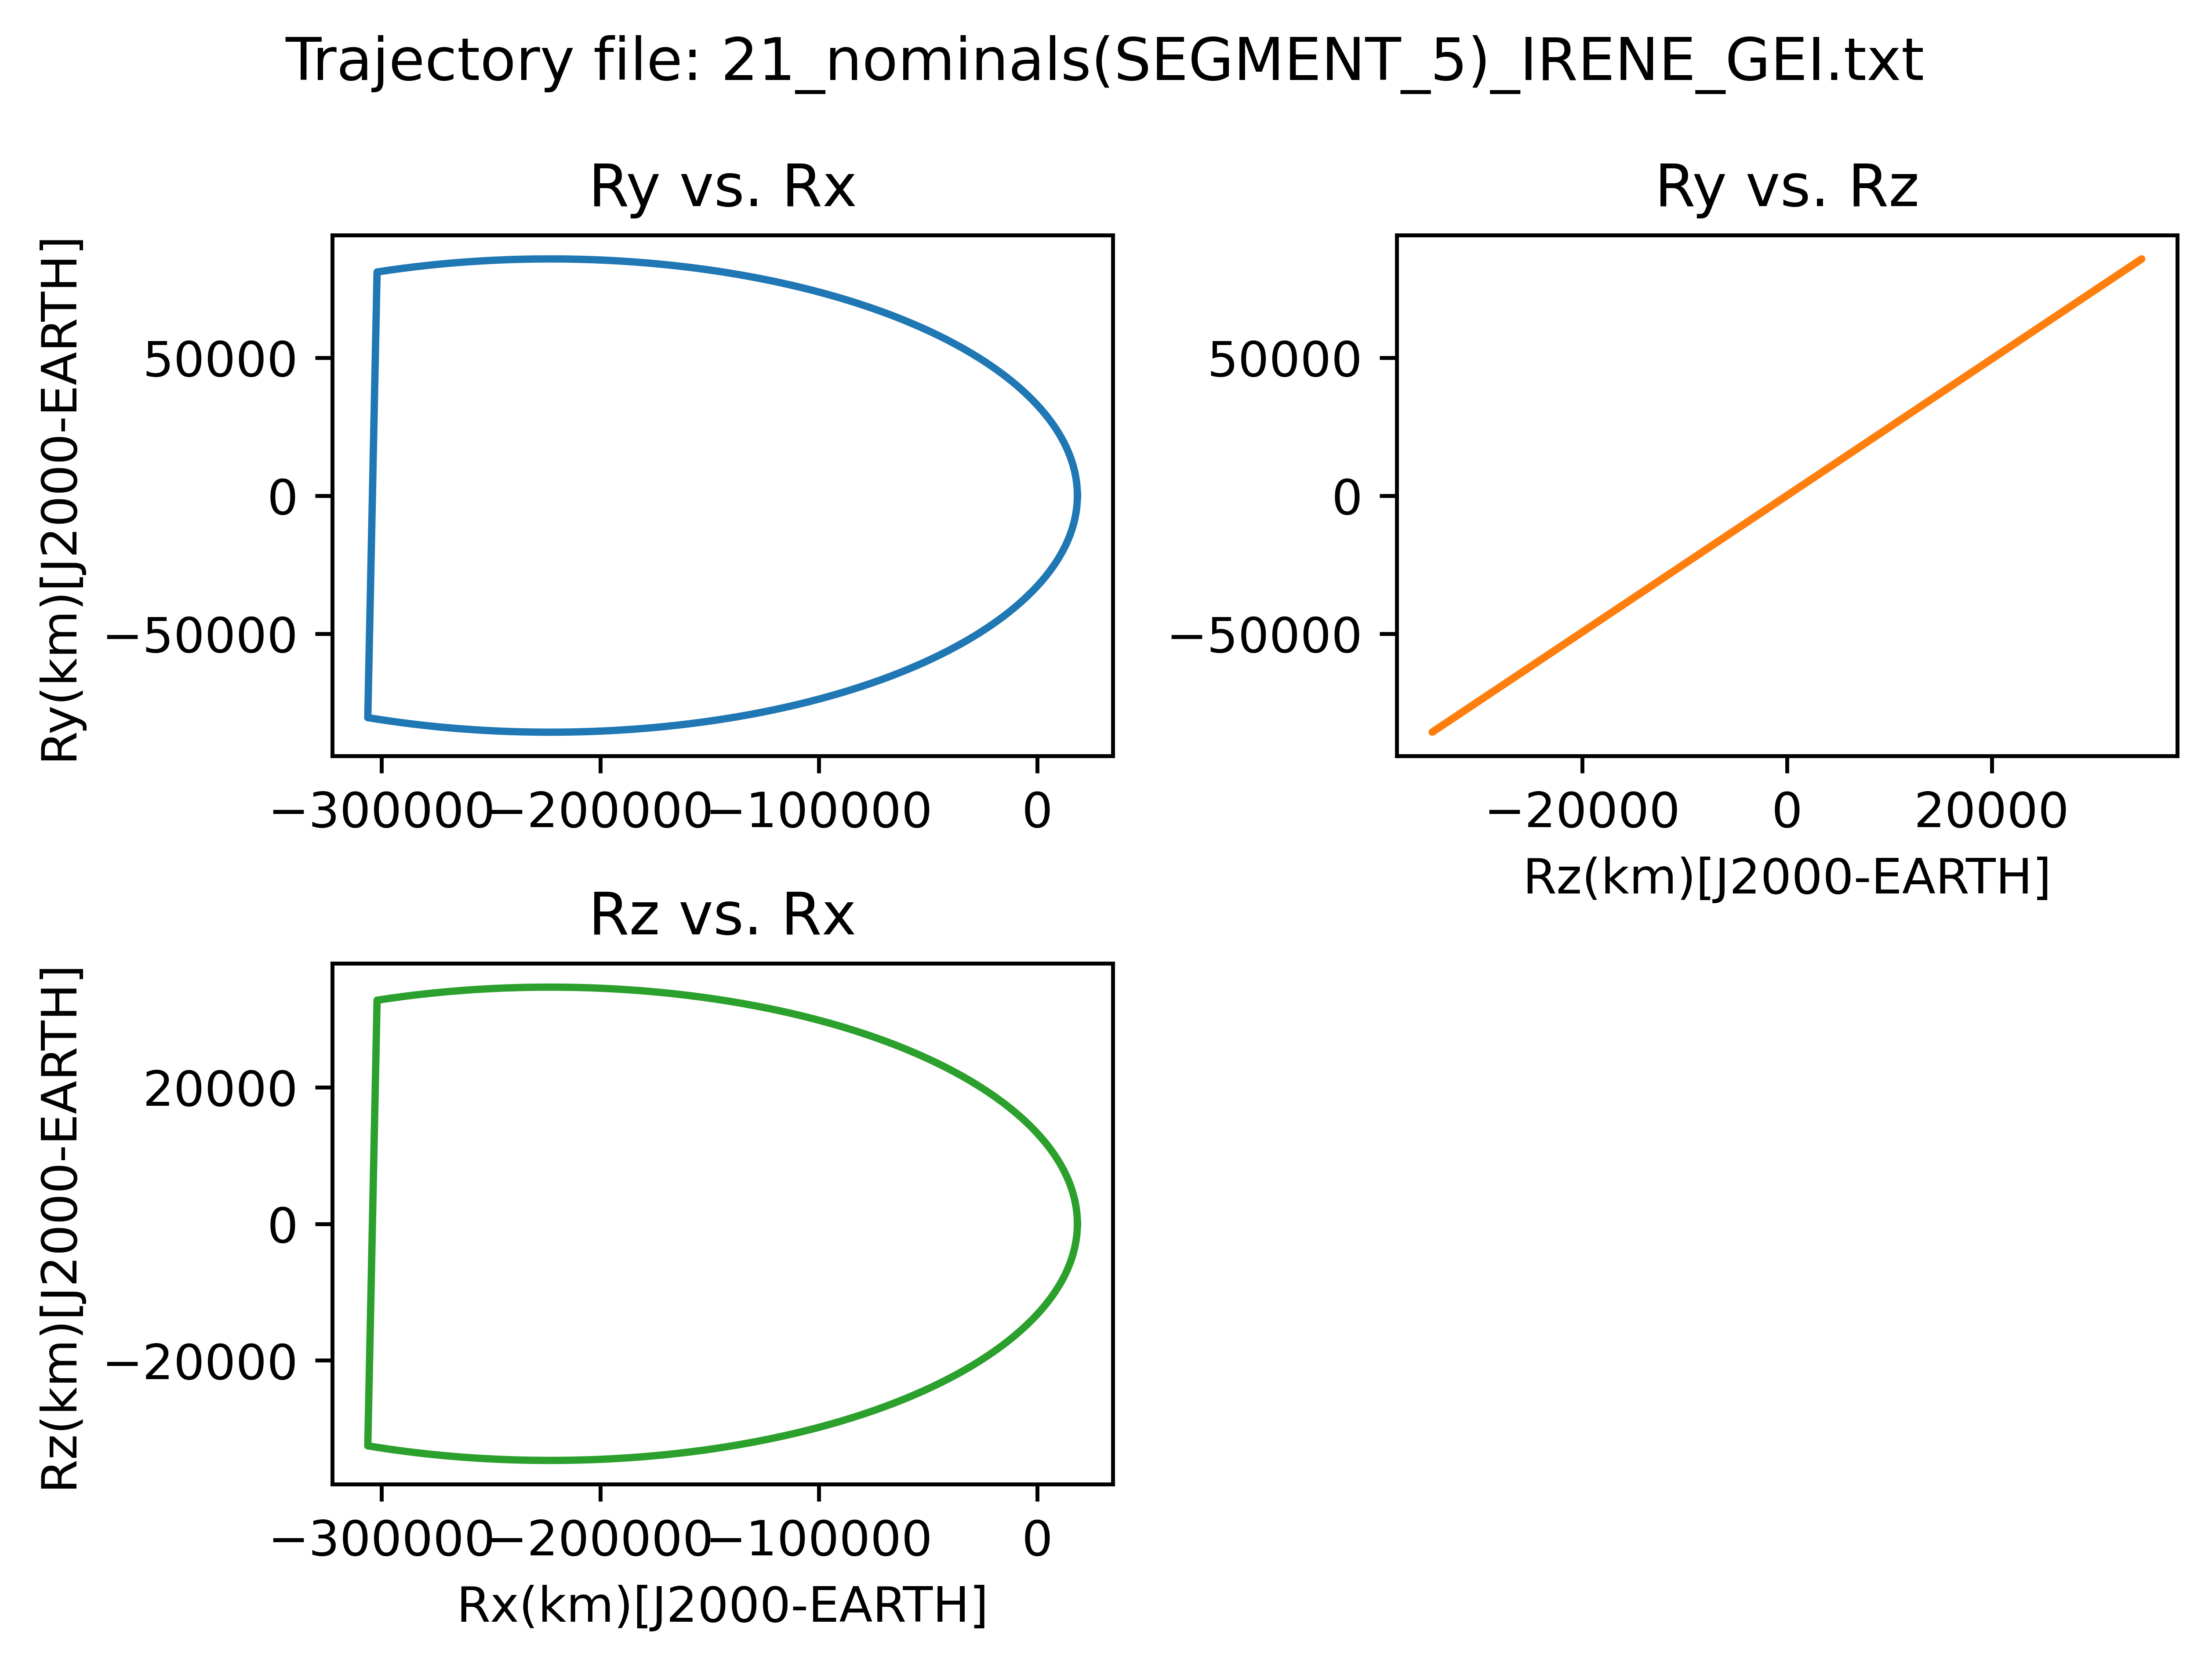 Trajectory file: 21_nominals(SEGMENT_5)_IRENE_GEI.txt
Ry vs. Rx
Ry(km)[J2000-EARTH]
50000
0
−50000
−300000
−200000
−100000
0
Ry vs. Rz
50000
0
−50000
−20000
0
20000
Rz(km)[J2000-EARTH]
Rz vs. Rx
Rz(km)[J2000-EARTH]
20000
0
−20000
−300000
−200000
−100000
0
Rx(km)[J2000-EARTH]